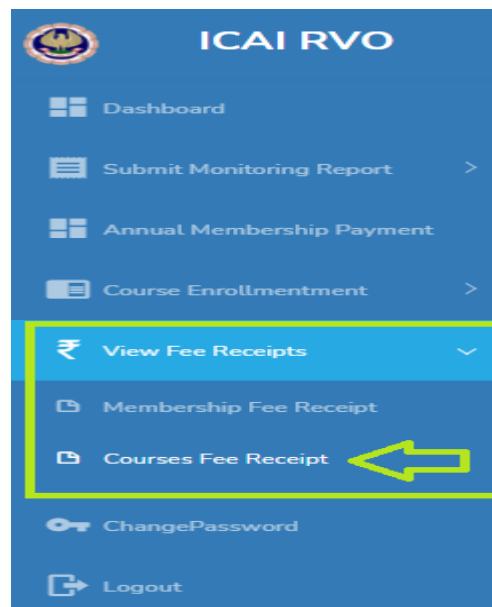 ICAI RVO
Dashboard
Submit Monitoring Report >
Annual Membership Payment
Course Enrollmentment >
₹ View Fee Receipts
Membership Fee Receipt
Courses Fee Receipt
ChangePassword
Logout